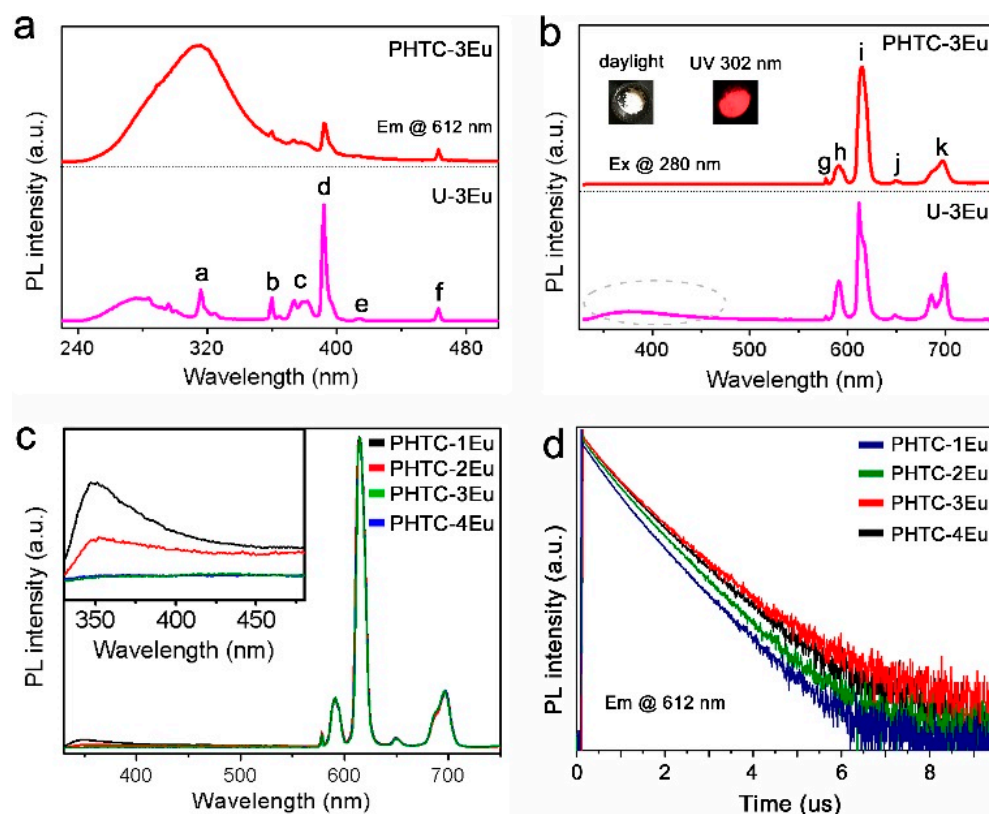 a
PHTC-3Eu
Em @ 612 nm
U-3Eu
a
b
c
d
e
f
PL intensity (a.u.)
PL intensity (a.u.)
240
320
400
480
Wavelength (nm)
b
PHTC-3Eu
daylight
UV 302 nm
Ex @ 280 nm
g
h
i
j
k
U-3Eu
PL intensity (a.u.)
400
500
600
700
Wavelength (nm)
c
PHTC-1Eu
PHTC-2Eu
PHTC-3Eu
PHTC-4Eu
350
400
450
Wavelength (nm)
PL intensity (a.u.)
400
500
600
700
Wavelength (nm)
d
PHTC-1Eu
PHTC-2Eu
PHTC-3Eu
PHTC-4Eu
Em @ 612 nm
PL intensity (a.u.)
0
2
4
6
8
Time (us)